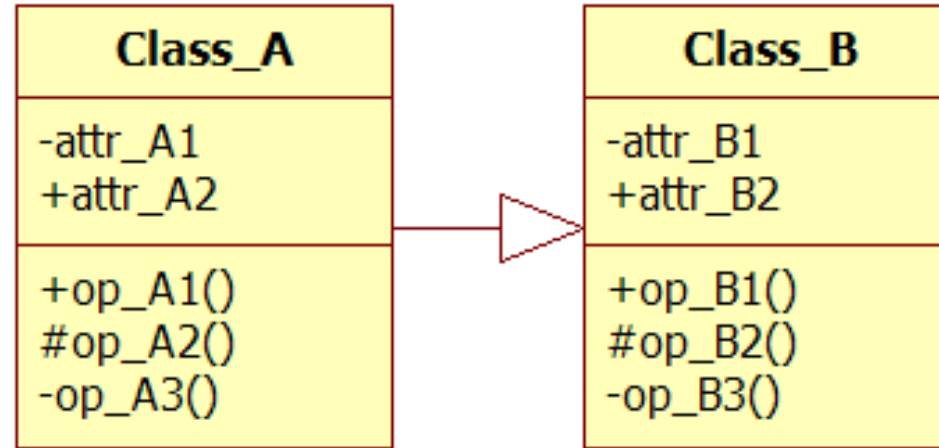 Class_A
-attr_A1
+attr_A2
+op_A1()
#op_A2()
-op_A3()
Class_B
-attr_B1
+attr_B2
+op_B1()
#op_B2()
-op_B3()